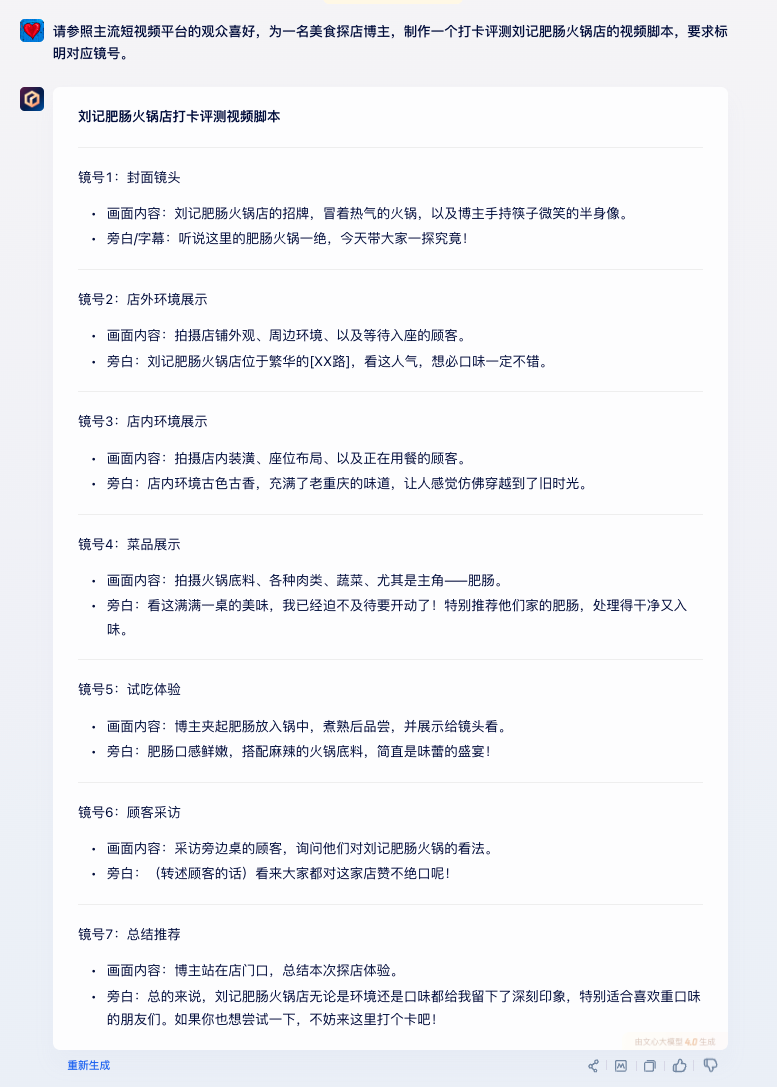 请参照主流短视频平台的观众喜好，为一名美食探店博主，制作一个打卡评测刘记肥肠火锅店的视频脚本，要求标
明对应镜号。
刘记肥肠火锅店打卡评测视频脚本
镜号1：封面镜头
• 画面内容：刘记肥肠火锅店的招牌，冒着热气的火锅，以及博主手持筷子微笑的半身像。
• 旁白/字幕：听说这里的肥肠火锅一绝，今天带大家一探究竟！
镜号2：店外环境展示
• 画面内容：拍摄店铺外观、周边环境、以及等待入座的顾客。
• 旁白：刘记肥肠火锅店位于繁华的[XX路]，看这人气，想必口味一定不错。
镜号3：店内环境展示
• 画面内容：拍摄店内装潢、座位布局、以及正在用餐的顾客。
• 旁白：店内环境古色古香，充满了老重庆的味道，让人感觉仿佛穿越到了旧时光。
镜号4：菜品展示
• 画面内容：拍摄火锅底料、各种肉类、蔬菜、尤其是主角——肥肠。
• 旁白：看这满满一桌的美味，我已经迫不及待要开动了！特别推荐他们家的肥肠，处理得干净又入
味。
镜号5：试吃体验
• 画面内容：博主夹起肥肠放入锅中，煮熟后品尝，并展示给镜头看。
• 旁白：肥肠口感鲜嫩，搭配麻辣的火锅底料，简直是味蕾的盛宴！
镜号6：顾客采访
• 画面内容：采访旁边桌的顾客，询问他们对刘记肥肠火锅的看法。
• 旁白：（转述顾客的话）看来大家都对这家店赞不绝口呢！
镜号7：总结推荐
• 画面内容：博主站在店门口，总结本次探店体验。
• 旁白：总的来说，刘记肥肠火锅店无论是环境还是口味都给我留下了深刻印象，特别适合喜欢重口味
的朋友们。如果你也想尝试一下，不妨来这里打个卡吧！
由文心大模型 4.0 生成
重新生成